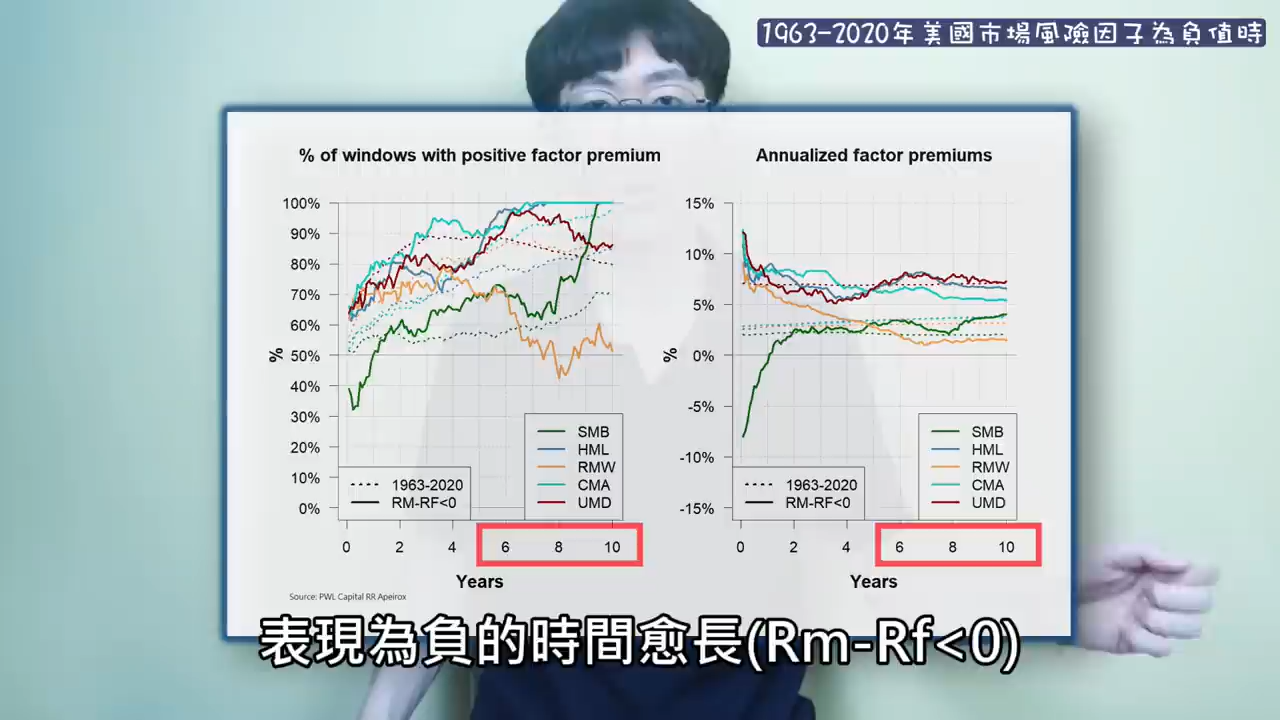 1963-2020年美國市場風險因子為負值時
% of windows with positive factor premium
100%
90%
80%
70%
60%
50%
40%
30%
20%
10%
0%
%
SMB
HML
RMW
CMA
UMD
1963-2020
RM-RF<0
0 2 4 6 8 10
Years
Source: PWL Capital RR Apeirox
Annualized factor premiums
15%
10%
5%
0%
-5%
-10%
-15%
%
SMB
HML
RMW
CMA
UMD
1963-2020
RM-RF<0
0 2 4 6 8 10
Years
表現為負的時間愈長(Rm-Rf<0)